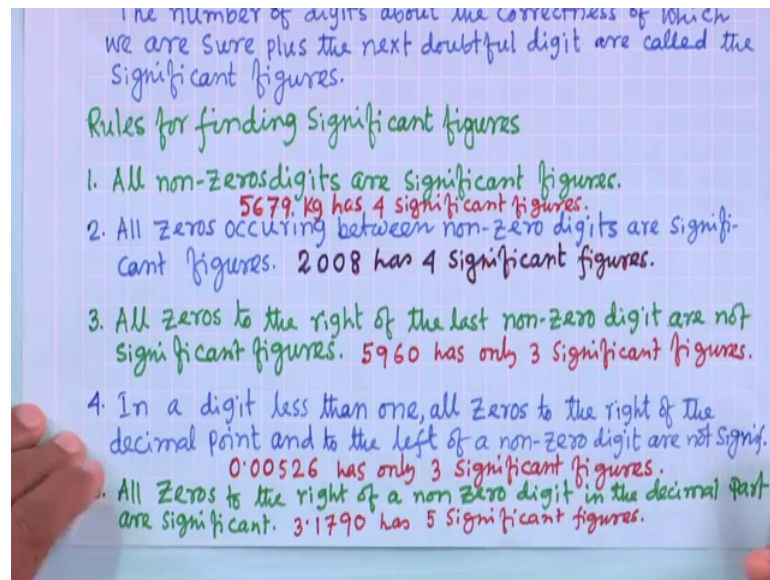 The number of digits about the correctness of which
we are sure plus the next doubtful digit are called the
significant figures.
Rules for finding Significant figures
1. All non-zeros digits are significant figures.
5679. Kg has 4 significant figures.
2. All zeros occuring between non-zero digits are signifi-
cant figures. 2008 has 4 significant figures.
3. All zeros to the right of the last non-zero digit are not
significant figures. 5960 has only 3 significant figures.
4. In a digit less than one, all zeros to the right of the
decimal point and to the left of a non-zero digit are not signif.
0.00526 has only 3 significant figures.
. All zeros to the right of a non zero digit in the decimal part
are significant. 3.1790 has 5 significant figures.